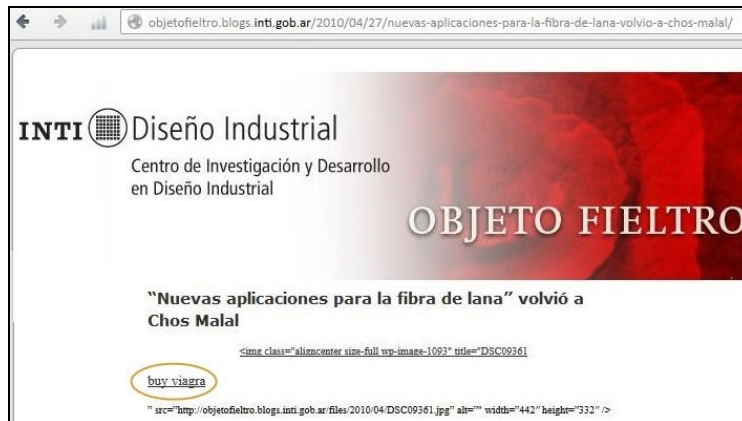 objetofieltro.blogs.inti.gob.ar/2010/04/27/nuevas-aplicaciones-para-la-fibra-de-lana-volvio-a-chos-malal/
INTI Diseño Industrial
Centro de Investigación y Desarrollo
en Diseño Industrial
OBJETO FIELTRO
“Nuevas aplicaciones para la fibra de lana” volvió a
Chos Malal
<img class="aligncenter size-full wp-image-1093" title="DSC09361
buy viagra
" src="http://objetofieltro.blogs.inti.gob.ar/files/2010/04/DSC09361.jpg" alt="" width="442" height="332" />